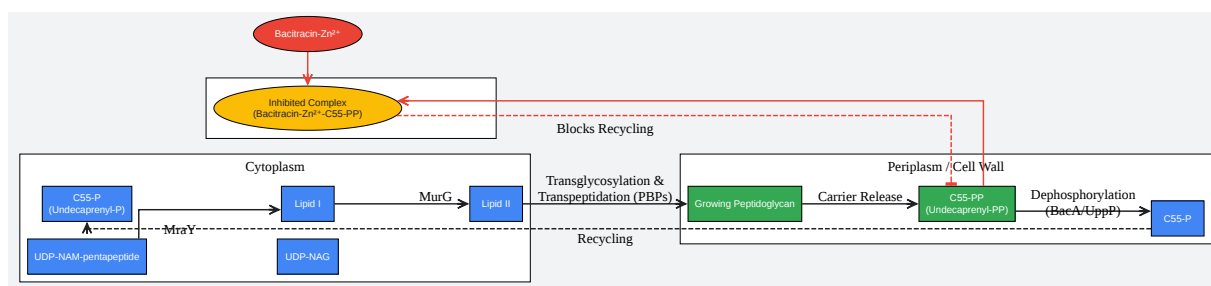 Bacitracin-Zn²⁺
Inhibited Complex
(Bacitracin-Zn²⁺-C55-PP)
Blocks Recycling
Cytoplasm
Periplasm / Cell Wall
C55-P
(Undecaprenyl-P)
Lipid I
MurG
Lipid II
Transglycosylation &
Transpeptidation (PBPs)
Growing Peptidoglycan
Carrier Release
C55-PP
(Undecaprenyl-PP)
Dephosphorylation
(BacA/UppP)
C55-P
MraY
Recycling
UDP-NAM-pentapeptide
UDP-NAG